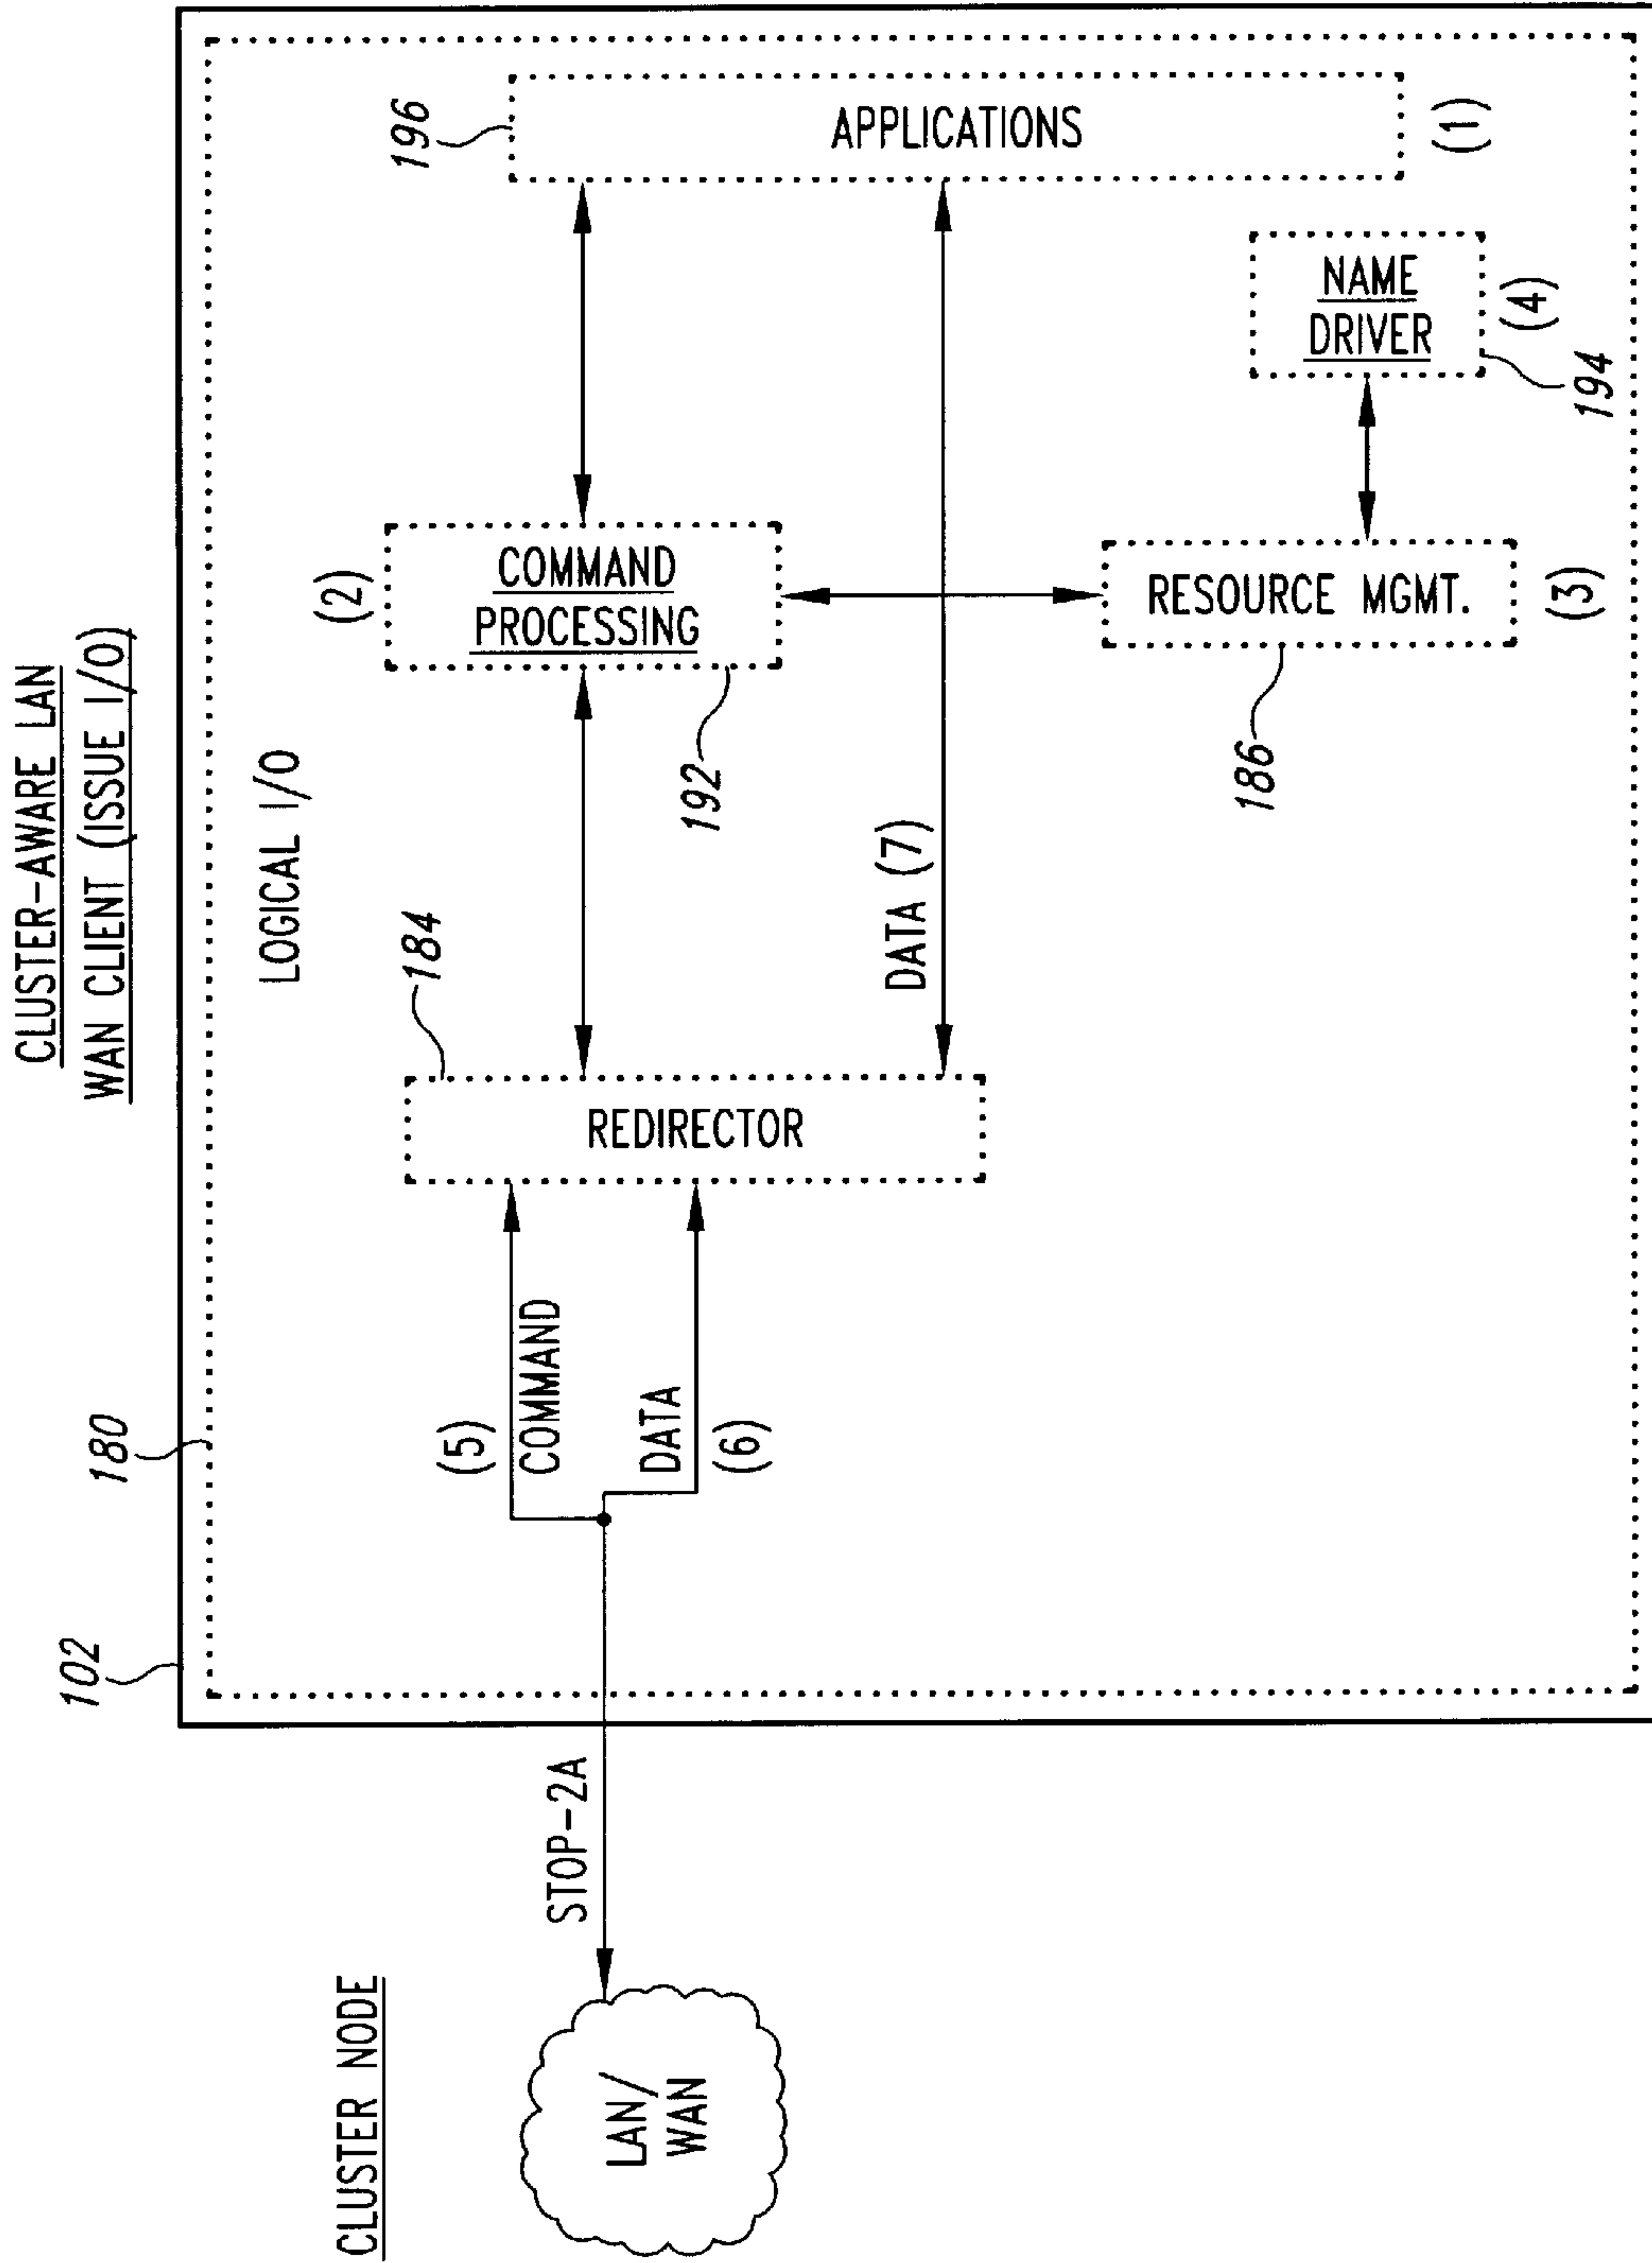 CLUSTER-AWARE LAN
WAN CLIENT (ISSUE I/O)
CLUSTER NODE
LAN/
WAN
STOP-2A
102
180
LOGICAL I/O
(5)
COMMAND
DATA
(6)
184
REDIRECTOR
DATA (7)
(2)
COMMAND
PROCESSING
192
186
RESOURCE MGMT.
(3)
196
APPLICATIONS
(1)
NAME
DRIVER
(4)
194